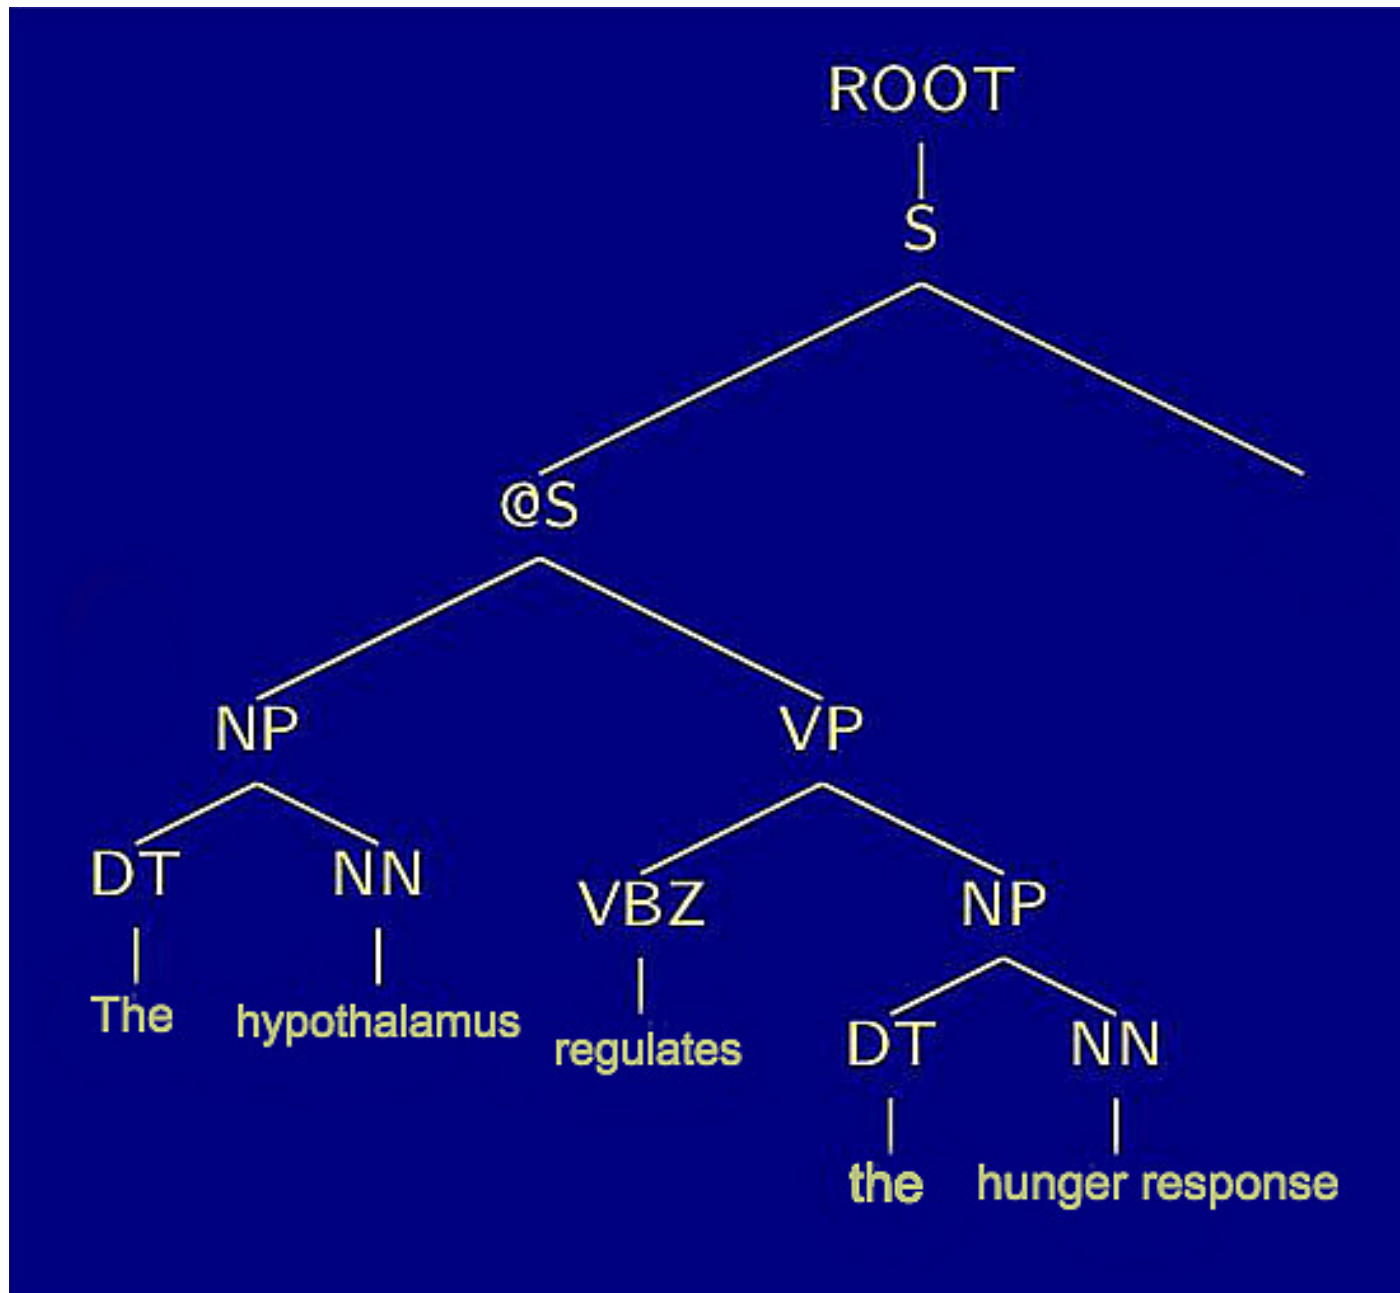 ROOT
S
@S
NP VP
DT NN VBZ NP
The hypothalamus regulates DT NN
the hunger response